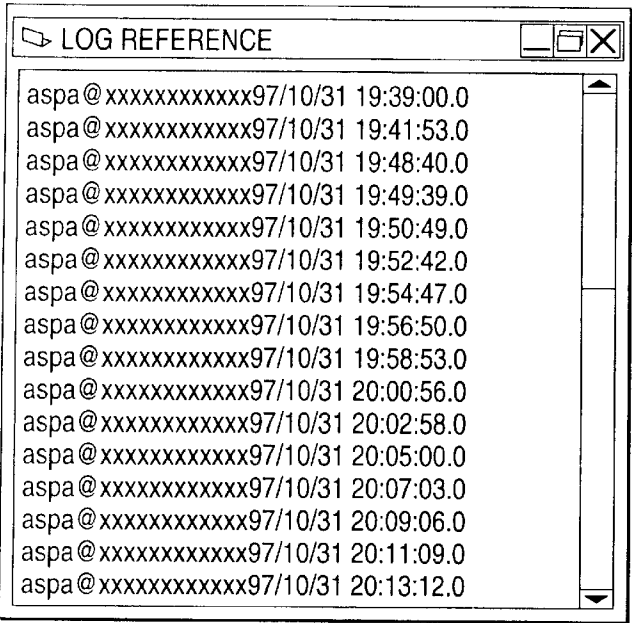 LOG REFERENCE
aspa@xxxxxxxxxxxx97/10/31 19:39:00.0
aspa@xxxxxxxxxxxx97/10/31 19:41:53.0
aspa@xxxxxxxxxxxx97/10/31 19:48:40.0
aspa@xxxxxxxxxxxx97/10/31 19:49:39.0
aspa@xxxxxxxxxxxx97/10/31 19:50:49.0
aspa@xxxxxxxxxxxx97/10/31 19:52:42.0
aspa@xxxxxxxxxxxx97/10/31 19:54:47.0
aspa@xxxxxxxxxxxx97/10/31 19:56:50.0
aspa@xxxxxxxxxxxx97/10/31 19:58:53.0
aspa@xxxxxxxxxxxx97/10/31 20:00:56.0
aspa@xxxxxxxxxxxx97/10/31 20:02:58.0
aspa@xxxxxxxxxxxx97/10/31 20:05:00.0
aspa@xxxxxxxxxxxx97/10/31 20:07:03.0
aspa@xxxxxxxxxxxx97/10/31 20:09:06.0
aspa@xxxxxxxxxxxx97/10/31 20:11:09.0
aspa@xxxxxxxxxxxx97/10/31 20:13:12.0